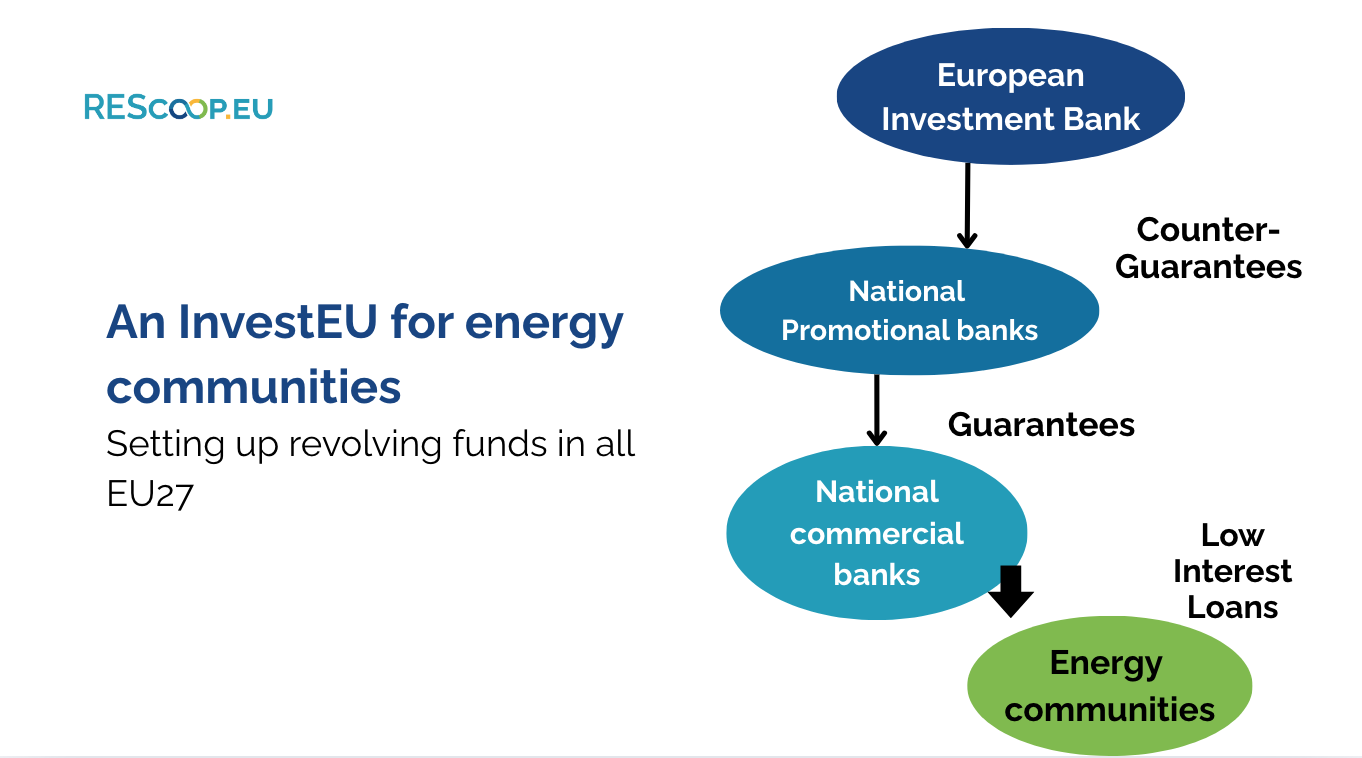 REScoop.EU
An InvestEU for energy
communities
Setting up revolving funds in all
EU27
European
Investment Bank
Counter-
Guarantees
National
Promotional banks
Guarantees
National
commercial
banks
Low
Interest
Loans
Energy
communities